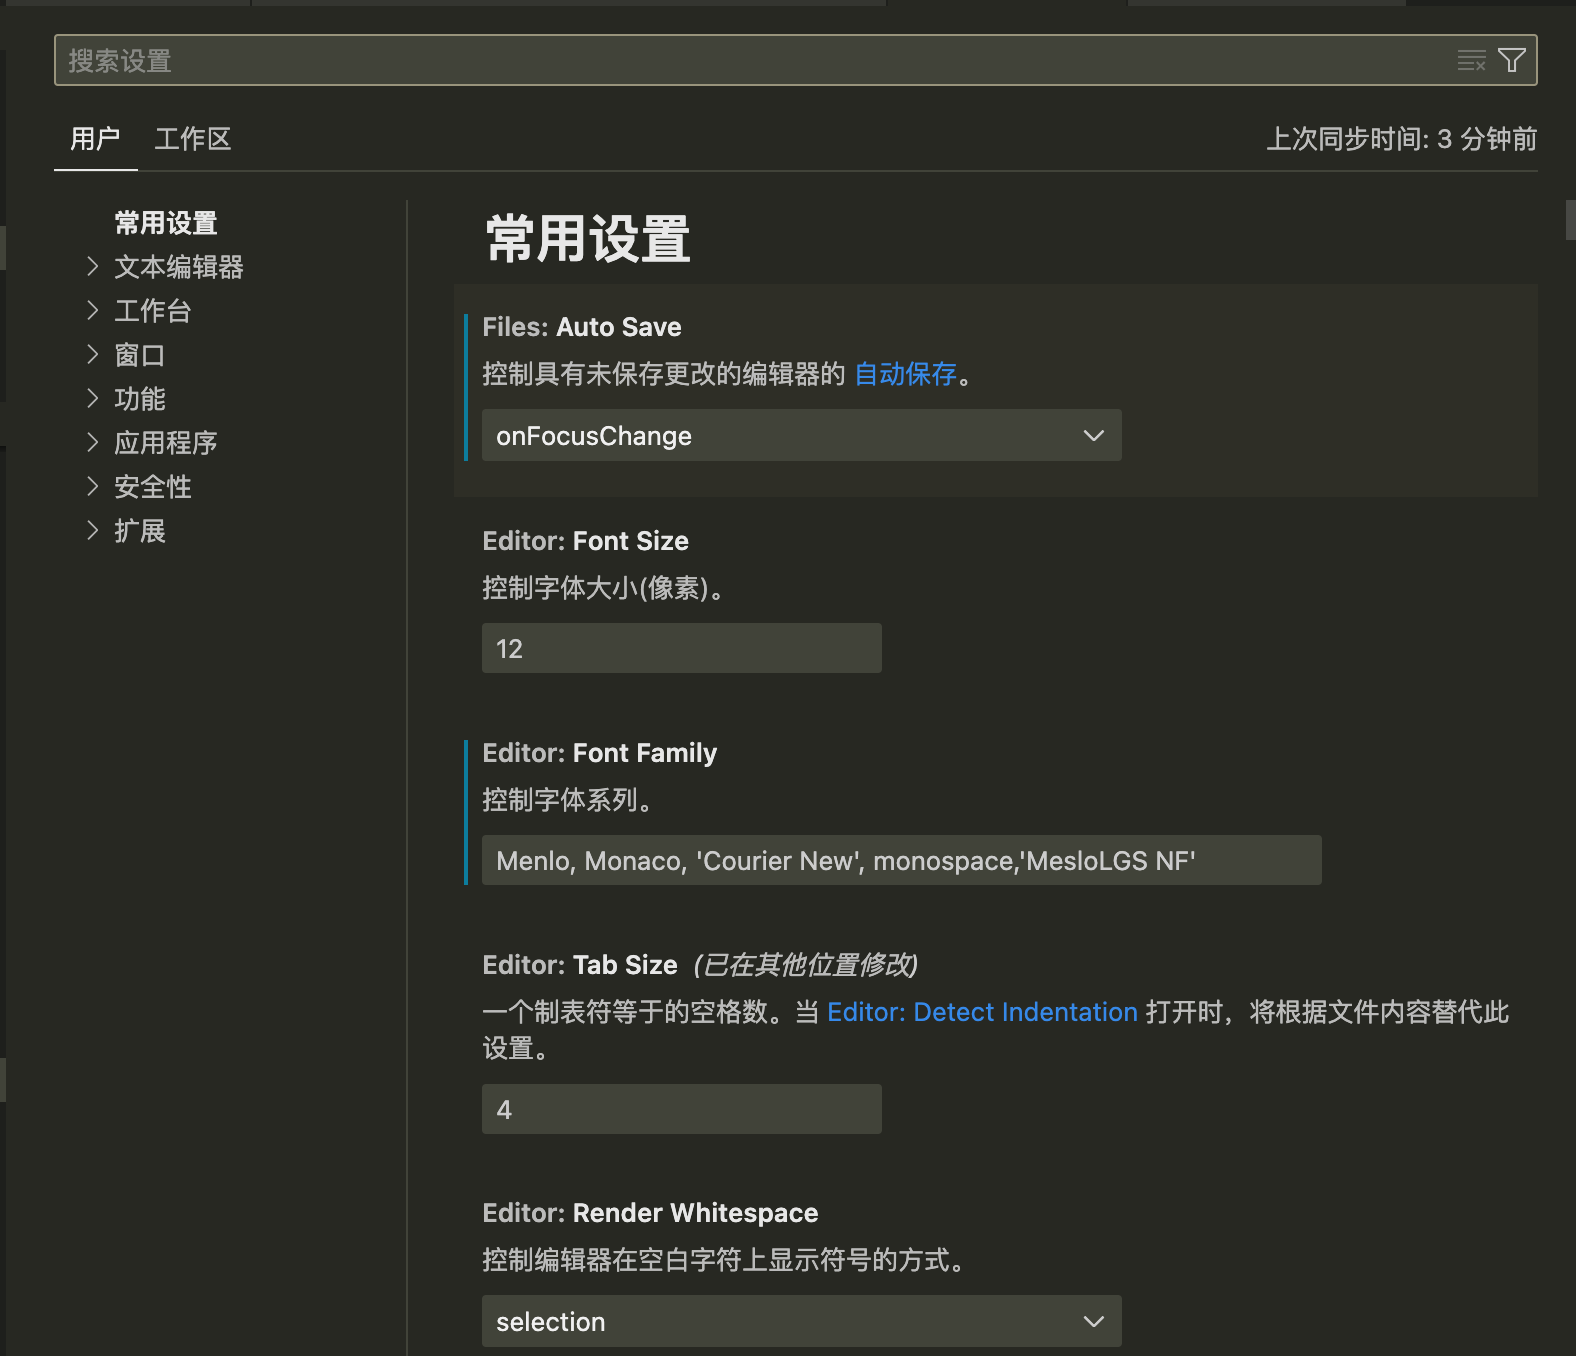 搜索设置
用户 工作区 上次同步时间: 3 分钟前
常用设置
文本编辑器
工作台
窗口
功能
应用程序
安全性
扩展
常用设置
Files: Auto Save
控制具有未保存更改的编辑器的 自动保存。
onFocusChange
Editor: Font Size
控制字体大小(像素)。
12
Editor: Font Family
控制字体系列。
Menlo, Monaco, 'Courier New', monospace,'MesloLGS NF'
Editor: Tab Size (已在其他位置修改)
一个制表符等于的空格数。当 Editor: Detect Indentation 打开时，将根据文件内容替代此
设置。
4
Editor: Render Whitespace
控制编辑器在空白字符上显示符号的方式。
selection